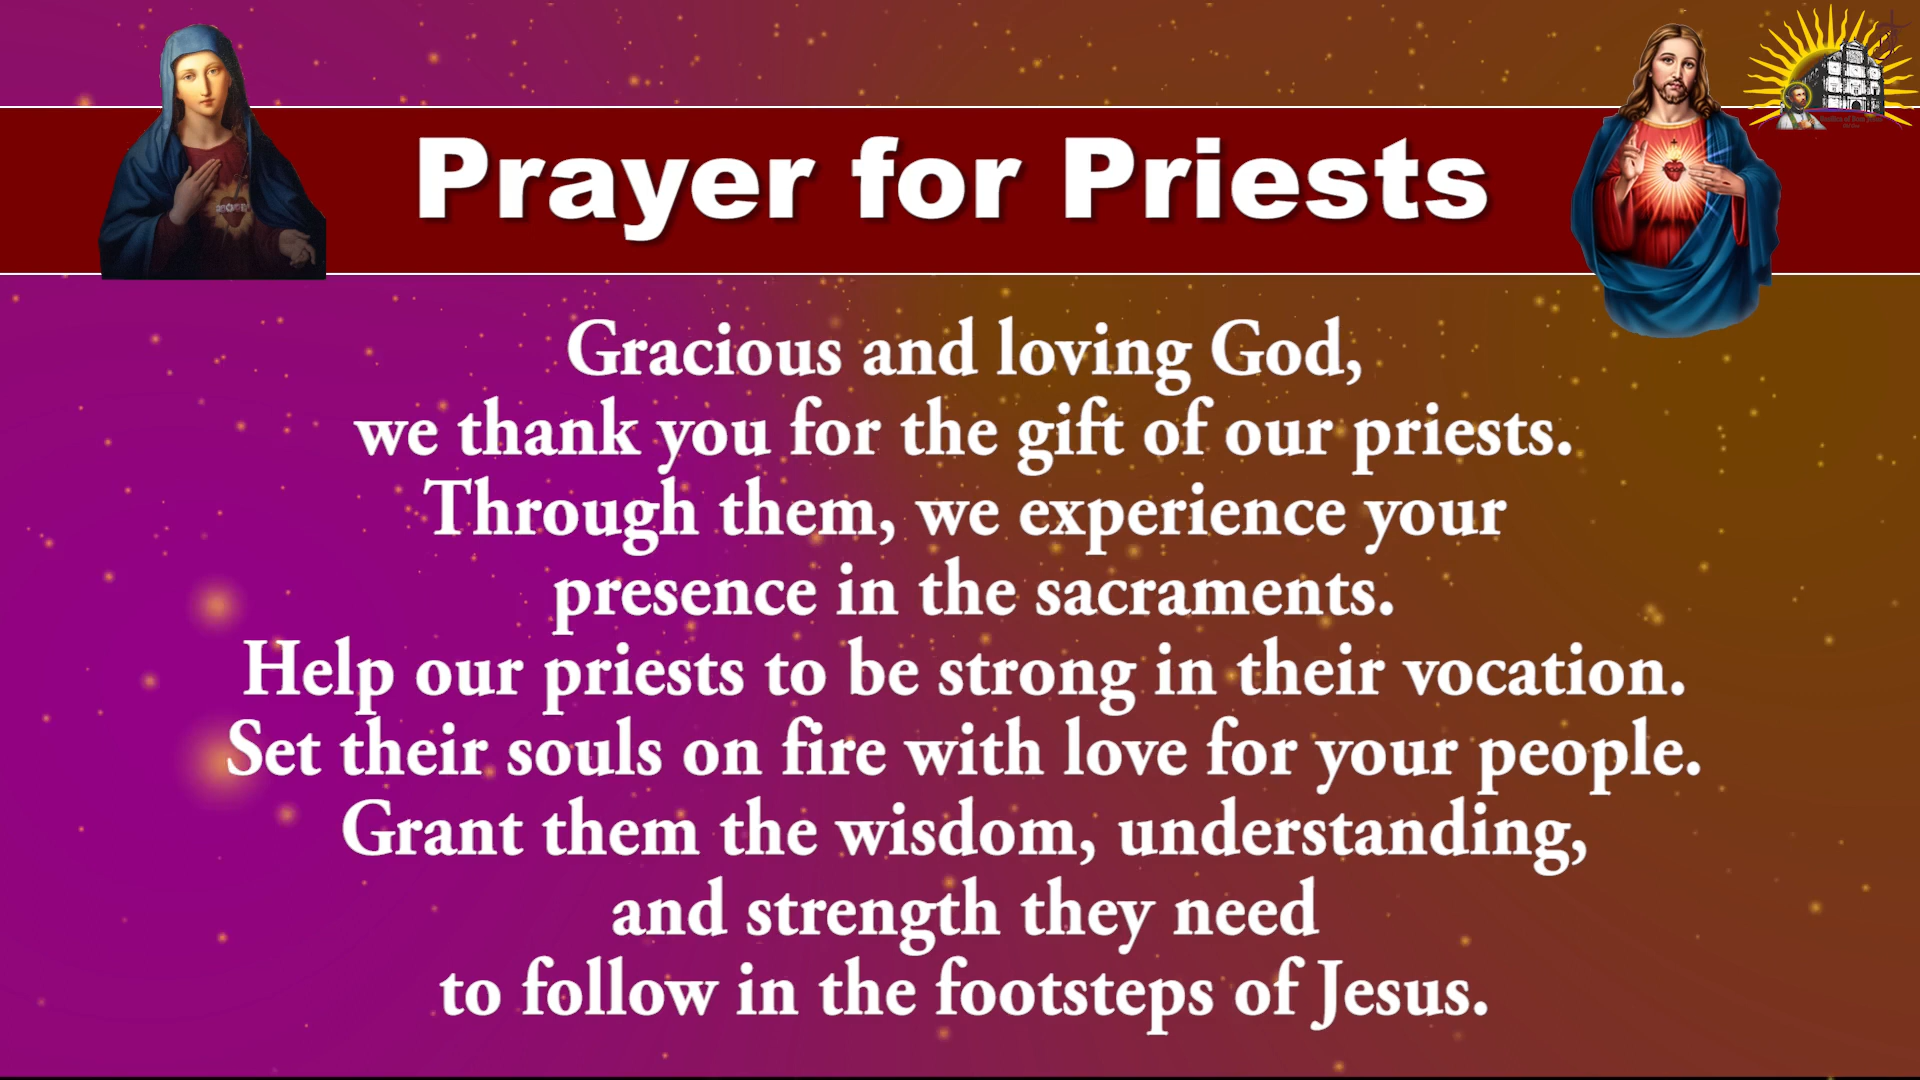 Prayer for Priests
Gracious and loving God,
we thank you for the gift of our priests.
Through them, we experience your
presence in the sacraments.
Help our priests to be strong in their vocation.
Set their souls on fire with love for your people.
Grant them the wisdom, understanding,
and strength they need
to follow in the footsteps of Jesus.